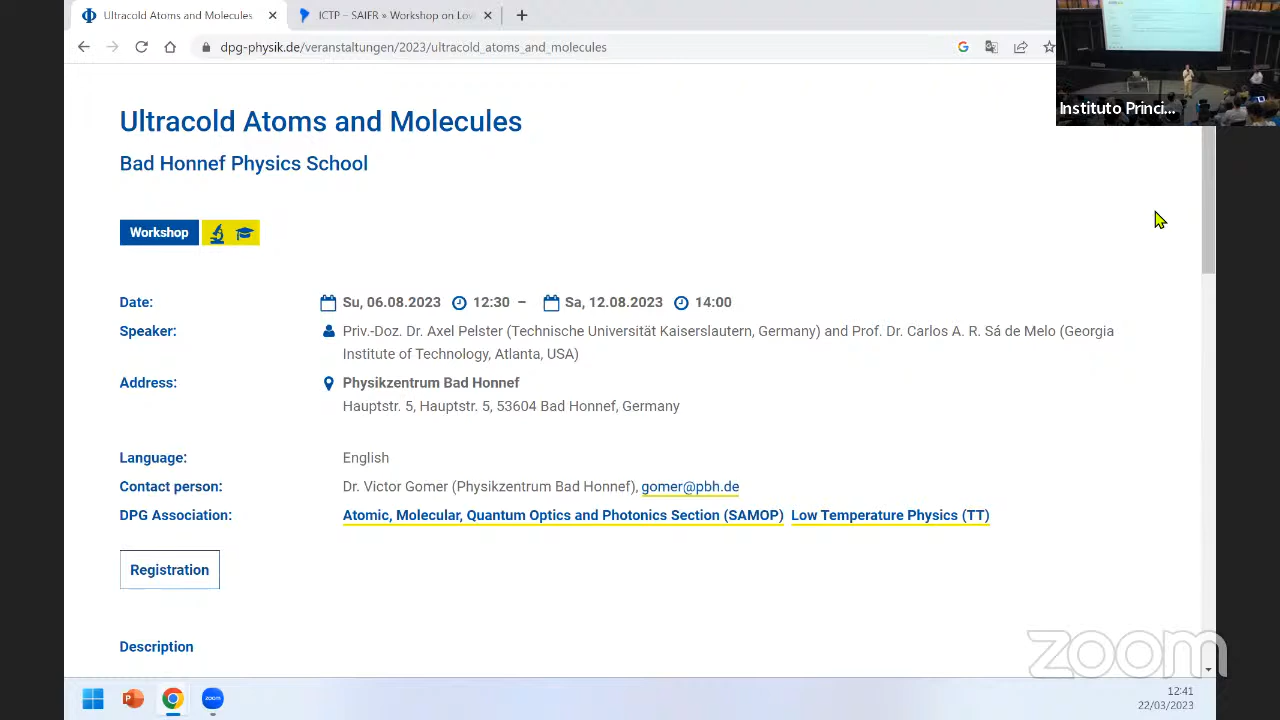 Ultracold Atoms and Molecules
ICTP – SAIFR » Workshop on Lo
dpg-physik.de/veranstaltungen/2023/ultracold_atoms_and_molecules
Instituto Princi...
Ultracold Atoms and Molecules
Bad Honnef Physics School
Workshop
Date: Su, 06.08.2023 12:30 – Sa, 12.08.2023 14:00
Speaker: Priv.-Doz. Dr. Axel Pelster (Technische Universität Kaiserslautern, Germany) and Prof. Dr. Carlos A. R. Sá de Melo (Georgia
Institute of Technology, Atlanta, USA)
Address: Physikzentrum Bad Honnef
Hauptstr. 5, Hauptstr. 5, 53604 Bad Honnef, Germany
Language: English
Contact person: Dr. Victor Gomer (Physikzentrum Bad Honnef), gomer@pbh.de
DPG Association: Atomic, Molecular, Quantum Optics and Photonics Section (SAMOP) Low Temperature Physics (TT)
Registration
Description
zoom
zoom
12:41
22/03/2023